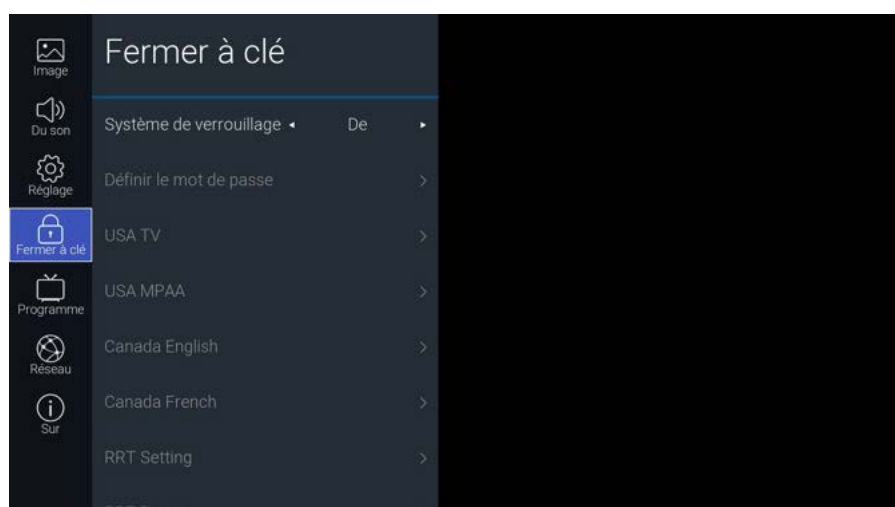 Image
Du son
Réglage
Fermer à clé
Programme
Réseau
Sur
Fermer à clé
Système de verrouillage De
Définir le mot de passe
USA TV
USA MPAA
Canada English
Canada French
RRT Setting